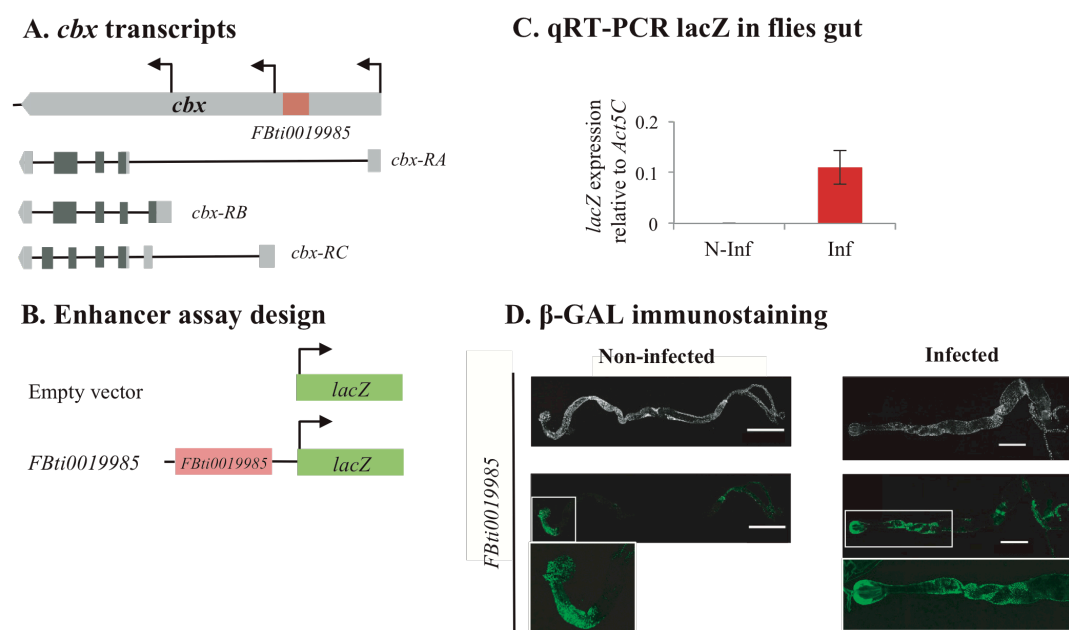 A. cbx transcripts
cbx
FBti0019985
cbx-RA
cbx-RB
cbx-RC
B. Enhancer assay design
Empty vector
lacZ
FBti0019985
FBti0019985
lacZ
C. qRT-PCR lacZ in flies gut
lacZ expression
relative to Act5C
0.2
0.1
0
N-Inf
Inf
D. β-GAL immunostaining
Non-infected
Infected
FBti0019985